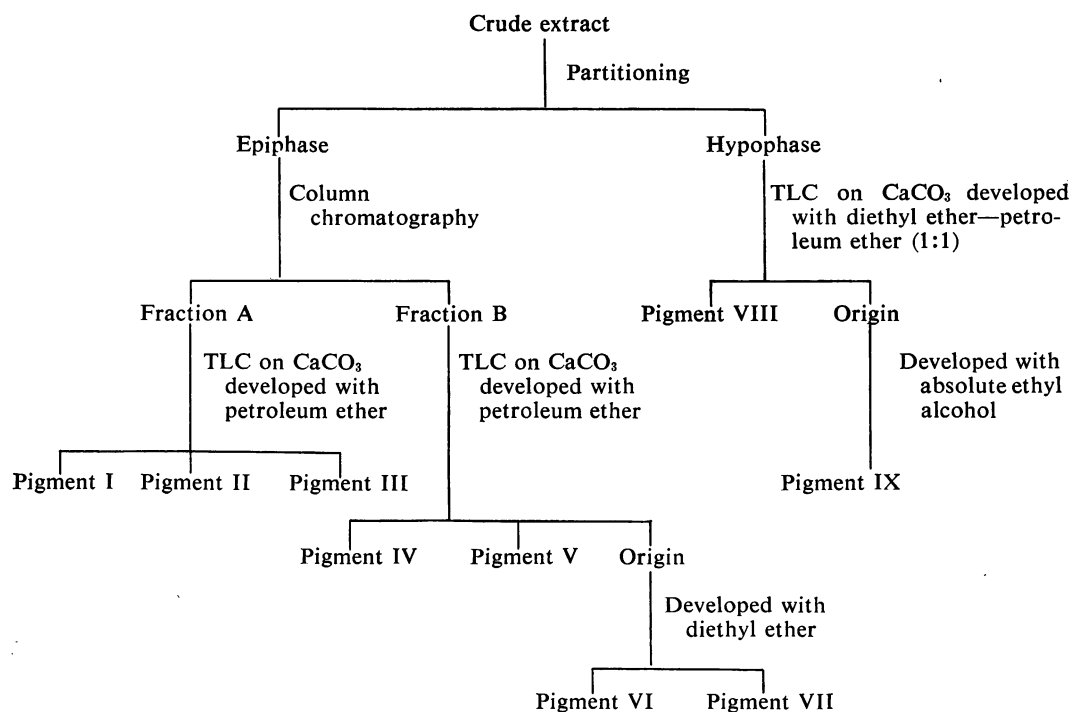 Crude extract
Partitioning
Epiphase
Hypophase
Column
chromatography
TLC on CaCO₃ developed
with diethyl ether—petro-
leum ether (1:1)
Fraction A
Fraction B
Pigment VIII
Origin
TLC on CaCO₃
developed with
petroleum ether
TLC on CaCO₃
developed with
petroleum ether
Developed with
absolute ethyl
alcohol
Pigment I
Pigment II
Pigment III
Pigment IX
Pigment IV
Pigment V
Origin
Developed with
diethyl ether
Pigment VI
Pigment VII